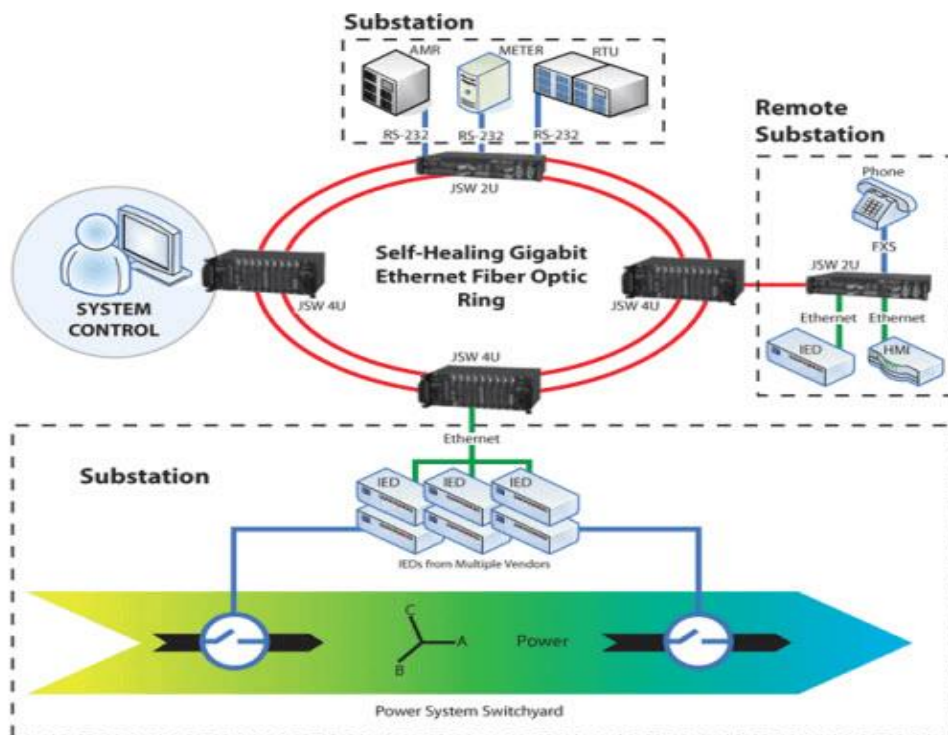 Substation
AMR
METER
RTU
RS-232
RS-232
RS-232
JSW 2U
Remote
Substation
Phone
FXS
JSW 2U
Ethernet
Ethernet
IED
HMI
Self-Healing Gigabit
Ethernet Fiber Optic
Ring
SYSTEM
CONTROL
JSW 4U
JSW 4U
JSW 4U
Ethernet
Substation
IED
IED
IED
IEDs from Multiple Vendors
C
A
B
Power
Power System Switchyard